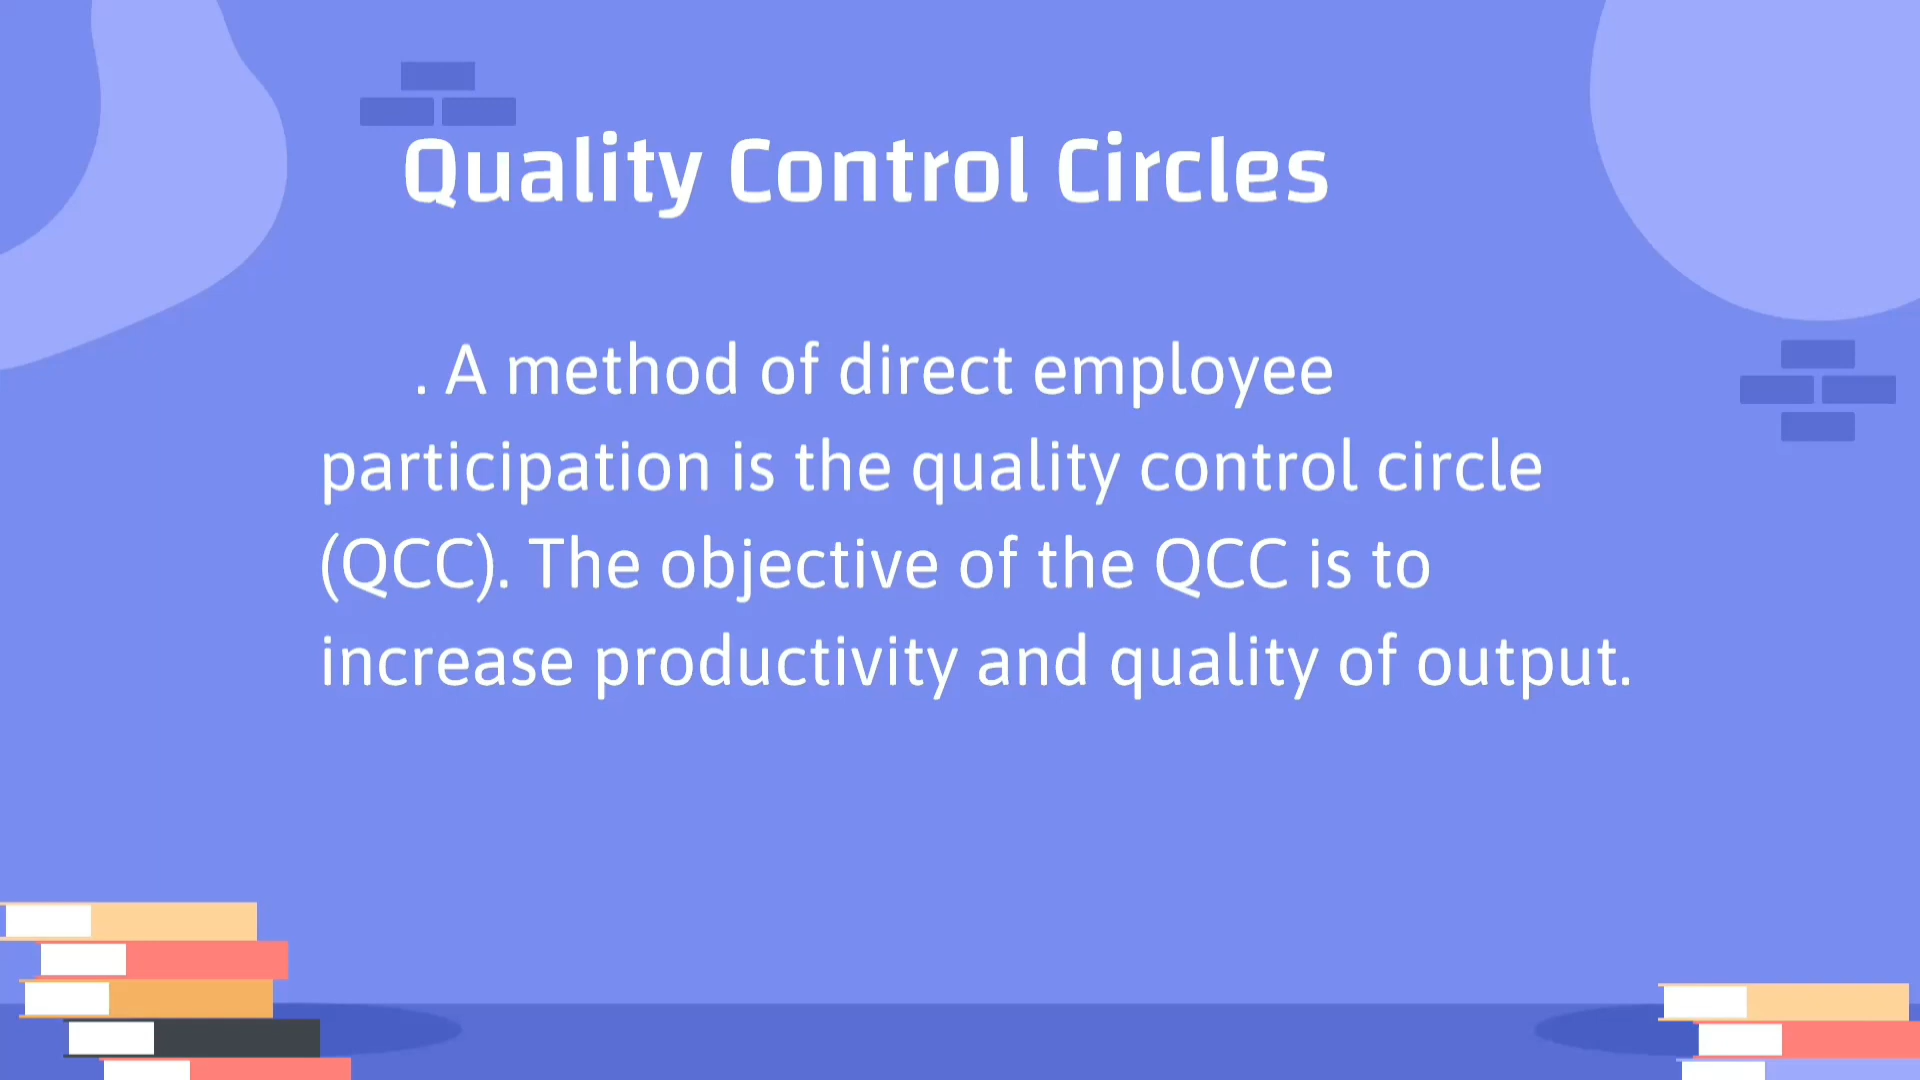 Quality Control Circles
. A method of direct employee
participation is the quality control circle
(QCC). The objective of the QCC is to
increase productivity and quality of output.